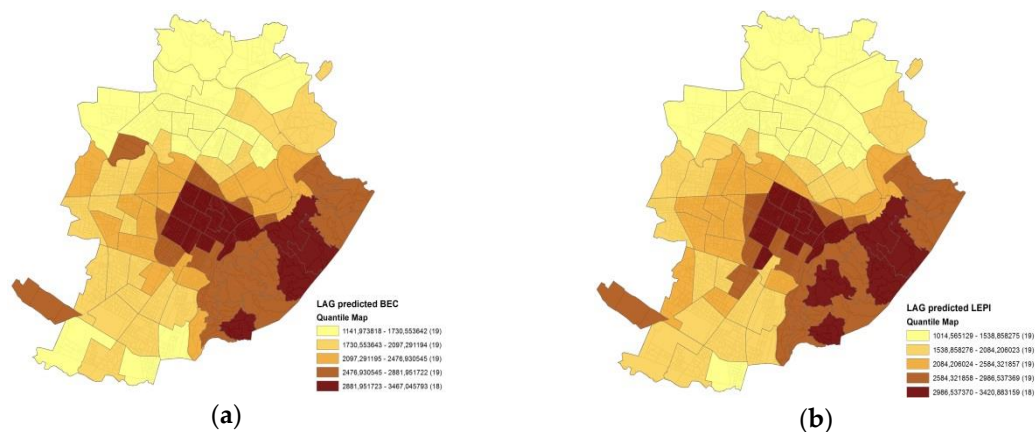 LAG predicted BEC
Quantile Map
1141,973818 - 1730,553642 (19)
1730,553643 - 2097,291194 (19)
2097,291195 - 2476,930545 (19)
2476,930545 - 2881,951722 (19)
2881,951723 - 3467,045793 (18)
(a)
LAG predicted LEPI
Quantile Map
1014,565129 - 1538,858275 (19)
1538,858276 - 2084,206023 (19)
2084,206024 - 2584,321857 (19)
2584,321858 - 2986,537369 (19)
2986,537370 - 3420,883159 (18)
(b)